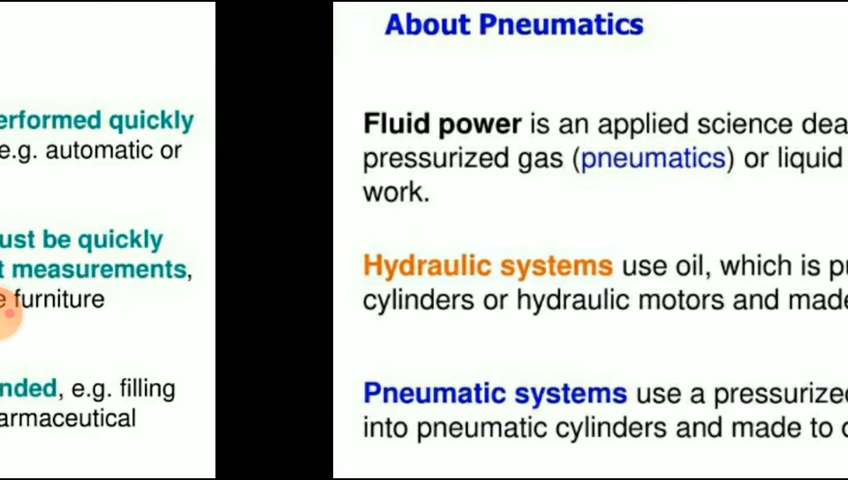 erformed quickly
e.g. automatic or
ust be quickly
t measurements,
furniture
nded, e.g. filling
armaceutical
About Pneumatics
Fluid power is an applied science dea
pressurized gas (pneumatics) or liquid
work.
Hydraulic systems use oil, which is pu
cylinders or hydraulic motors and made
Pneumatic systems use a pressurized
into pneumatic cylinders and made to